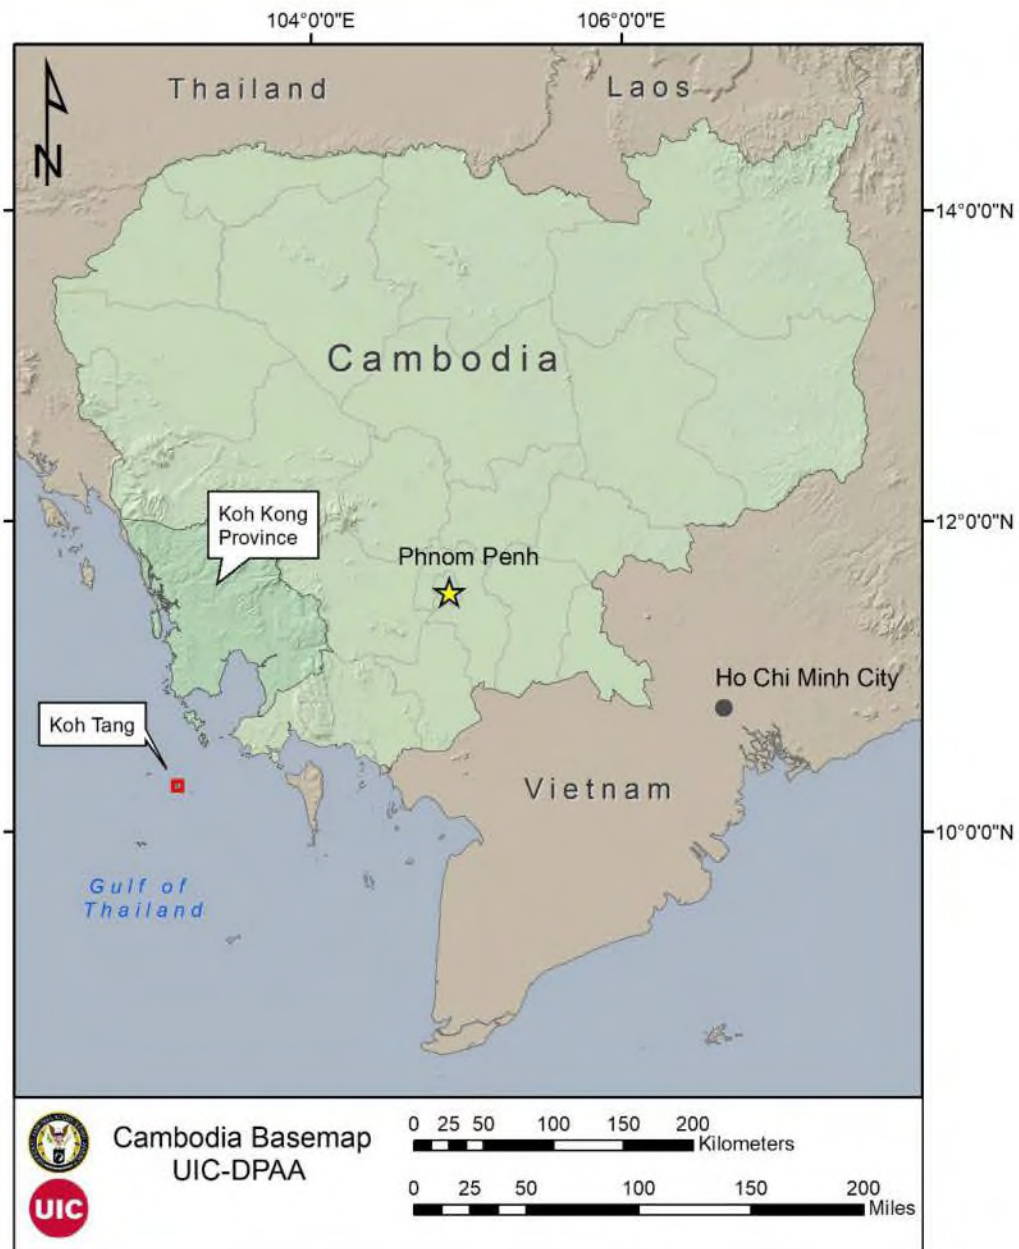 104°0'0"E
106°0'0"E
Thailand
Laos
N
14°0'0"N
Cambodia
12°0'0"N
Koh Kong
Province
Phnom Penh
Ho Chi Minh City
Koh Tang
Vietnam
10°0'0"N
Gulf of
Thailand
Cambodia Basemap
UIC-DPAA
UIC
0 25 50 100 150 200
Kilometers
0 25 50 100 150 200
Miles